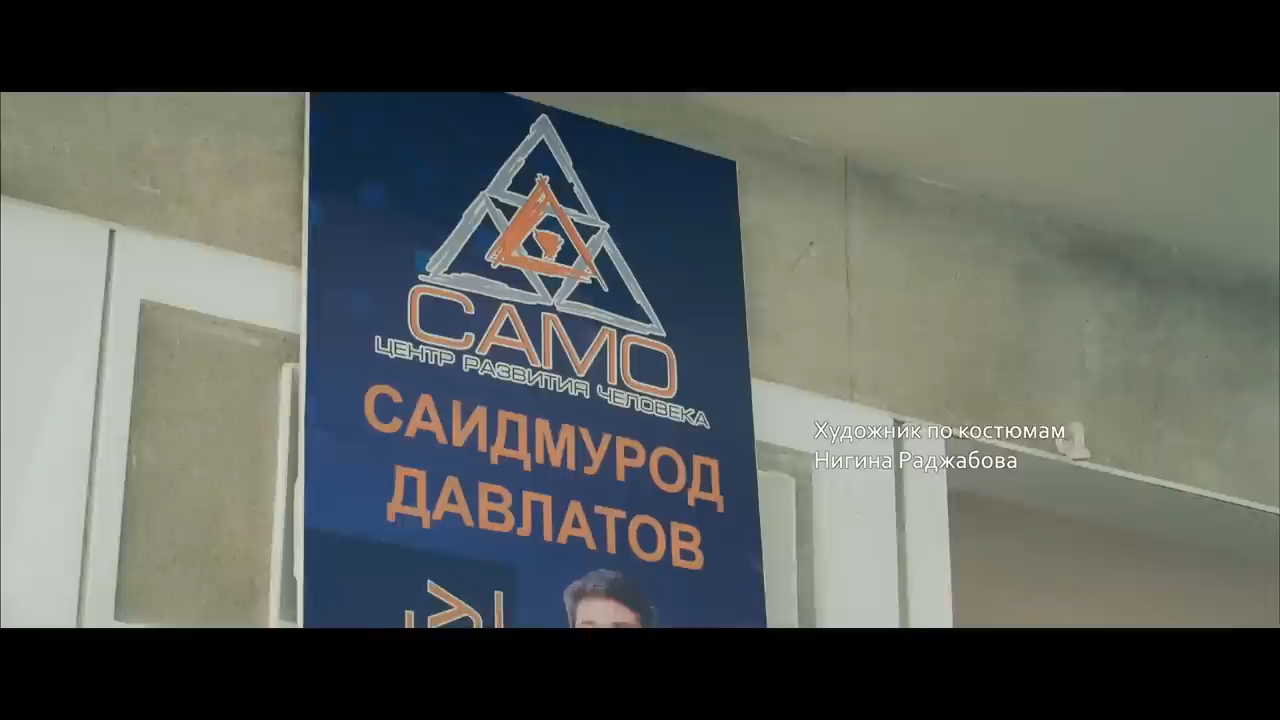 САМО
ЦЕНТР РАЗВИТИЯ ЧЕЛОВЕКА
САИДМУРОД
ДАВЛАТОВ
Художник по костюмам
Нигина Раджабова